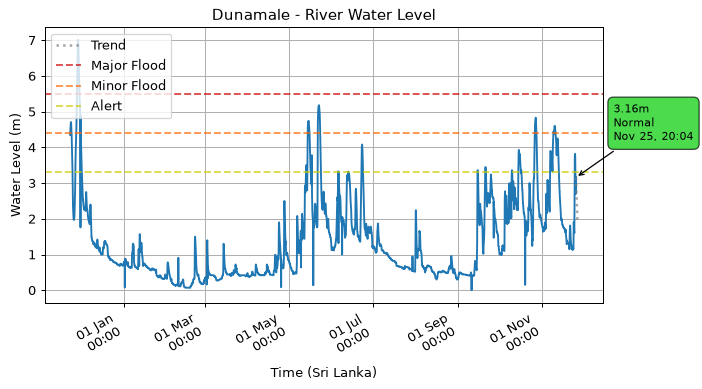 Dunamale - River Water Level
Trend
Major Flood
Minor Flood
Alert
7
6
5
4
3
2
1
0
Water Level (m)
3.16m
Normal
Nov 25, 20:04
01 Jan
00:00
01 Mar
00:00
01 May
00:00
01 Jul
00:00
01 Sep
00:00
01 Nov
00:00
Time (Sri Lanka)